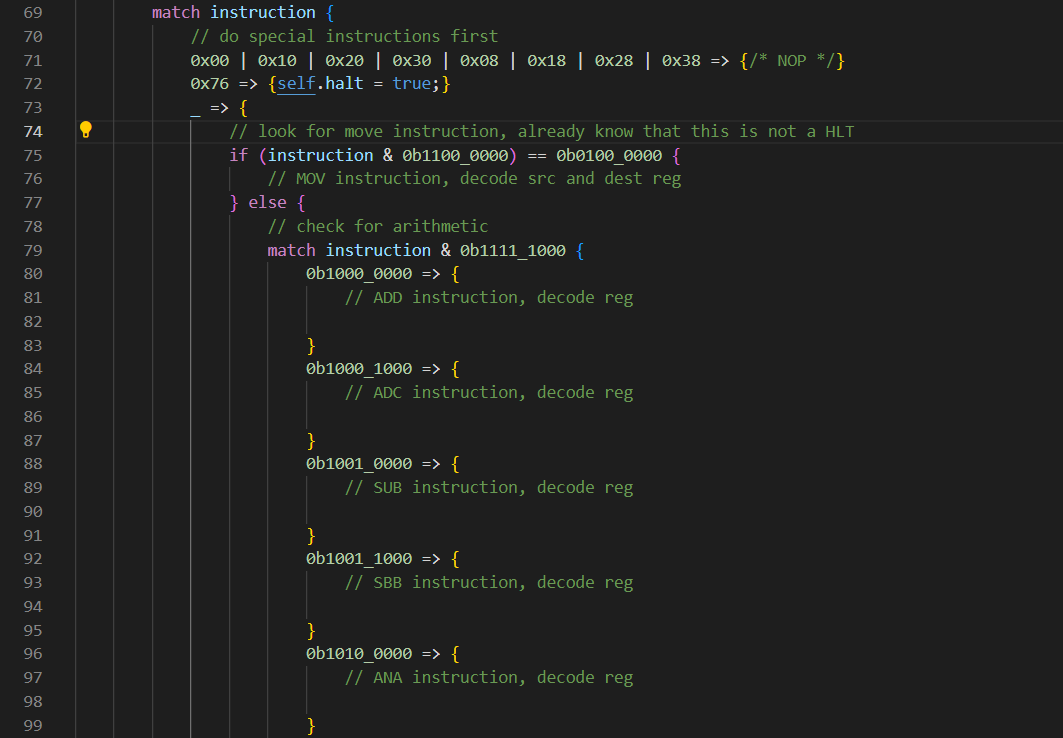 69 match instruction {
70 // do special instructions first
71 0x00 | 0x10 | 0x20 | 0x30 | 0x08 | 0x18 | 0x28 | 0x38 => {/* NOP */}
72 0x76 => {self.halt = true;}
73 _ => {
74 // look for move instruction, already know that this is not a HLT
75 if (instruction & 0b1100_0000) == 0b0100_0000 {
76 // MOV instruction, decode src and dest reg
77 } else {
78 // check for arithmetic
79 match instruction & 0b1111_1000 {
80 0b1000_0000 => {
81 // ADD instruction, decode reg
82
83 }
84 0b1000_1000 => {
85 // ADC instruction, decode reg
86
87 }
88 0b1001_0000 => {
89 // SUB instruction, decode reg
90
91 }
92 0b1001_1000 => {
93 // SBB instruction, decode reg
94
95 }
96 0b1010_0000 => {
97 // ANA instruction, decode reg
98
99 }